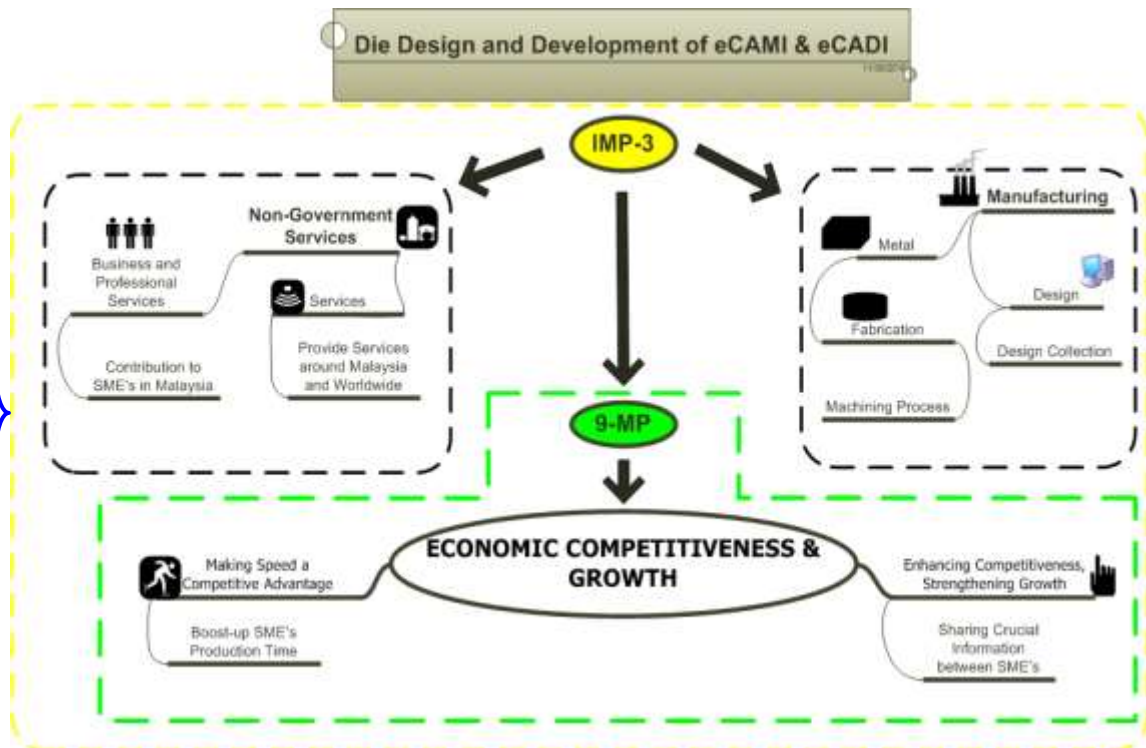 Die Design and Development of eCAMI & eCADI
IMP-3
Non-Government
Services
Business and
Professional
Services
Services
Contribution to
SME's in Malaysia
Provide Services
around Malaysia
and Worldwide
Manufacturing
Metal
Design
Fabrication
Design Collection
Machining Process
9-MP
ECONOMIC COMPETITIVENESS &
GROWTH
Making Speed a
Competitive Advantage
Boost-up SME's
Production Time
Enhancing Competitiveness,
Strengthening Growth
Sharing Crucial
Information
between SME's